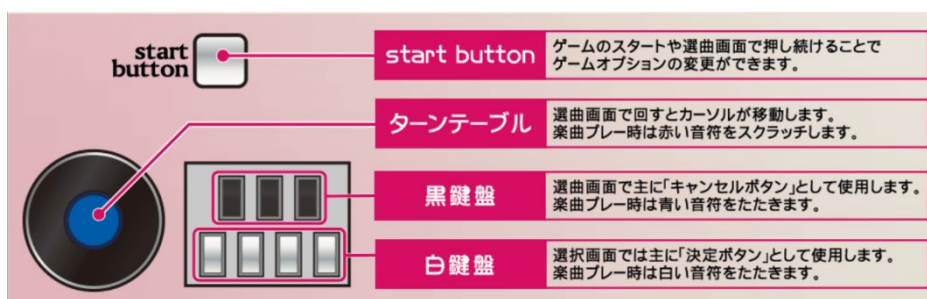 start
button
start button
ゲームのスタートや選曲画面で押し続けることで
ゲームオプションの変更ができます。
ターンテーブル
選曲画面で回すとカーソルが移動します。
楽曲プレー時は赤い音符をスクラッチします。
黒鍵盤
選曲画面で主に「キャンセルボタン」として使用します。
楽曲プレー時は青い音符をたたきます。
白鍵盤
選択画面では主に「決定ボタン」として使用します。
楽曲プレー時は白い音符をたたきます。